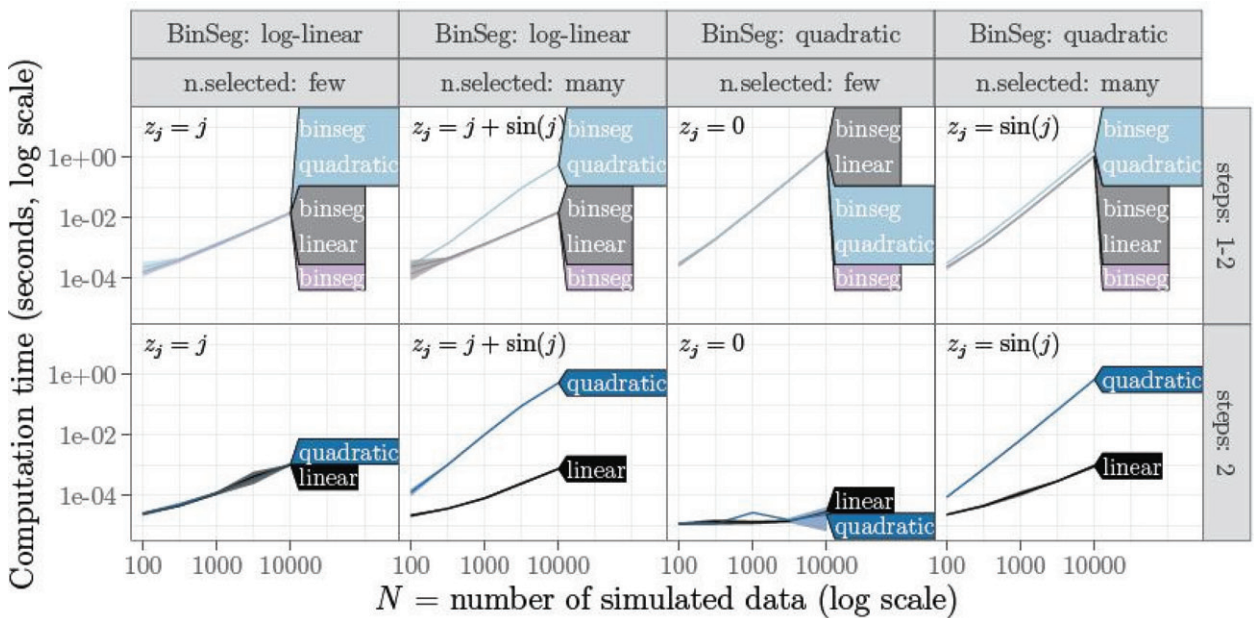 BinSeg: log-linear
BinSeg: log-linear
BinSeg: quadratic
BinSeg: quadratic
n.selected: few
n.selected: many
n.selected: few
n.selected: many
Computation time (seconds, log scale)
1e+00
1e-02
1e-04
z_j = j
binseg
quadratic
binseg
linear
binseg
z_j = j + sin(j)
binseg
quadratic
binseg
linear
binseg
z_j = 0
binseg
linear
binseg
quadratic
binseg
z_j = sin(j)
binseg
quadratic
binseg
linear
binseg
steps: 1-2
1e+00
1e-02
1e-04
z_j = j
quadratic
linear
z_j = j + sin(j)
quadratic
linear
z_j = 0
linear
quadratic
z_j = sin(j)
quadratic
linear
steps: 2
100 1000 10000
100 1000 10000
100 1000 10000
100 1000 10000
N = number of simulated data (log scale)